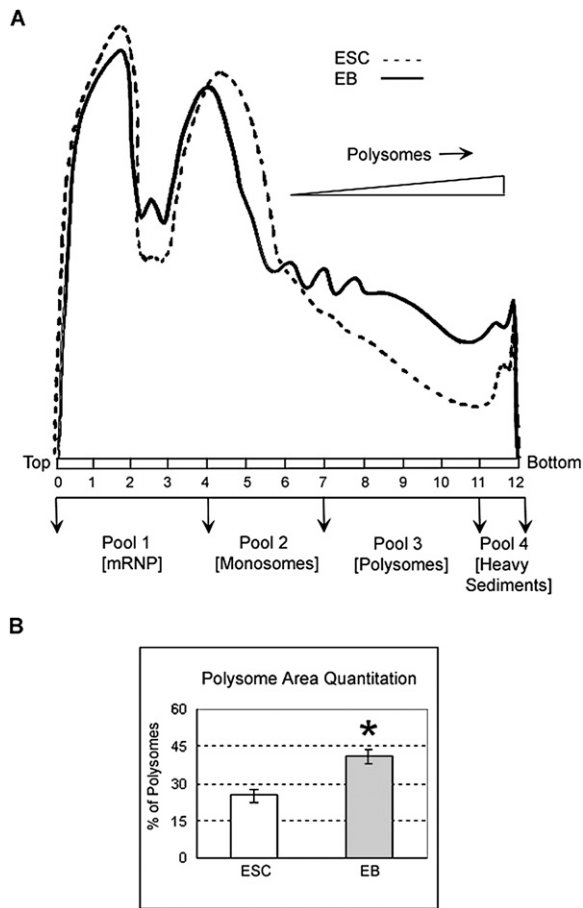 A
ESC
EB
Polysomes
Top
Bottom
0 1 2 3 4 5 6 7 8 9 10 11 12
Pool 1
[mRNP]
Pool 2
[Monosomes]
Pool 3
[Polysomes]
Pool 4
[Heavy
Sediments]
B
Polysome Area Quantitation
% of Polysomes
60
45
30
15
0
*
ESC
EB